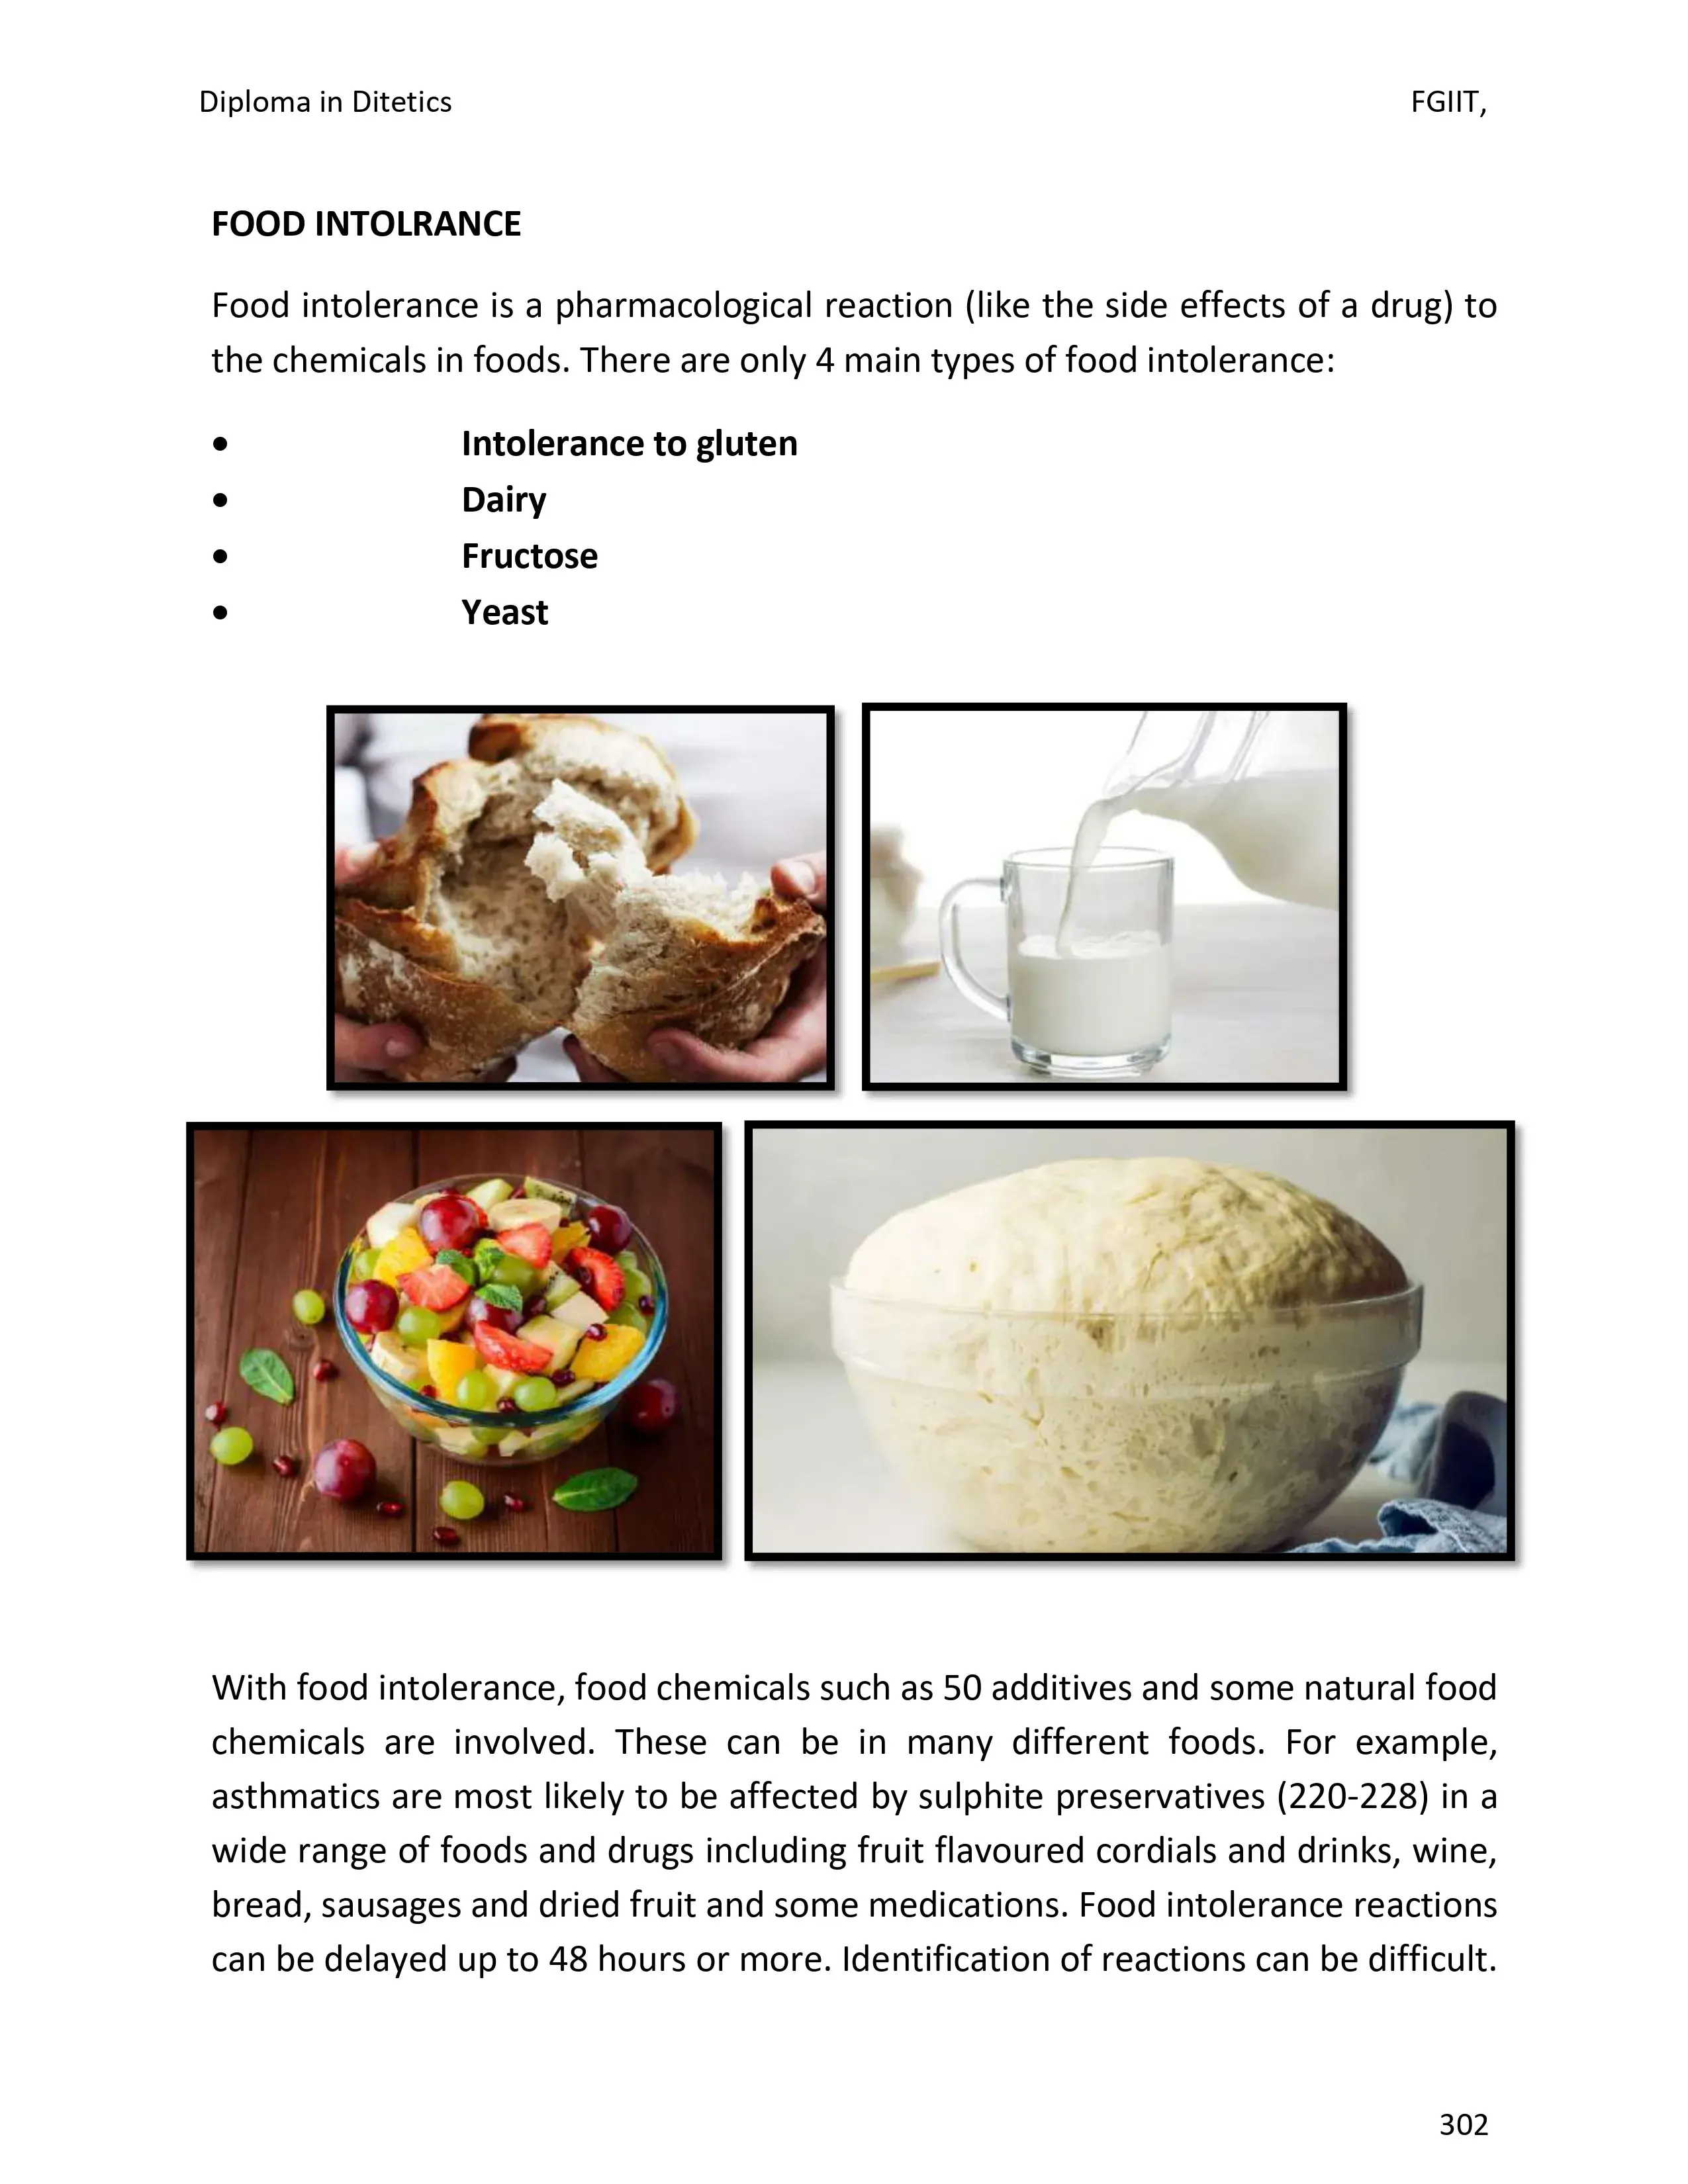 Diploma in Ditetics FGIIT,
FOOD INTOLRANCE
Food intolerance is a pharmacological reaction (like the side effects of a drug) to
the chemicals in foods. There are only 4 main types of food intolerance:
• Intolerance to gluten
• Dairy
• Fructose
• Yeast
With food intolerance, food chemicals such as 50 additives and some natural food
chemicals are involved. These can be in many different foods. For example,
asthmatics are most likely to be affected by sulphite preservatives (220-228) in a
wide range of foods and drugs including fruit flavoured cordials and drinks, wine,
bread, sausages and dried fruit and some medications. Food intolerance reactions
can be delayed up to 48 hours or more. Identification of reactions can be difficult.
302